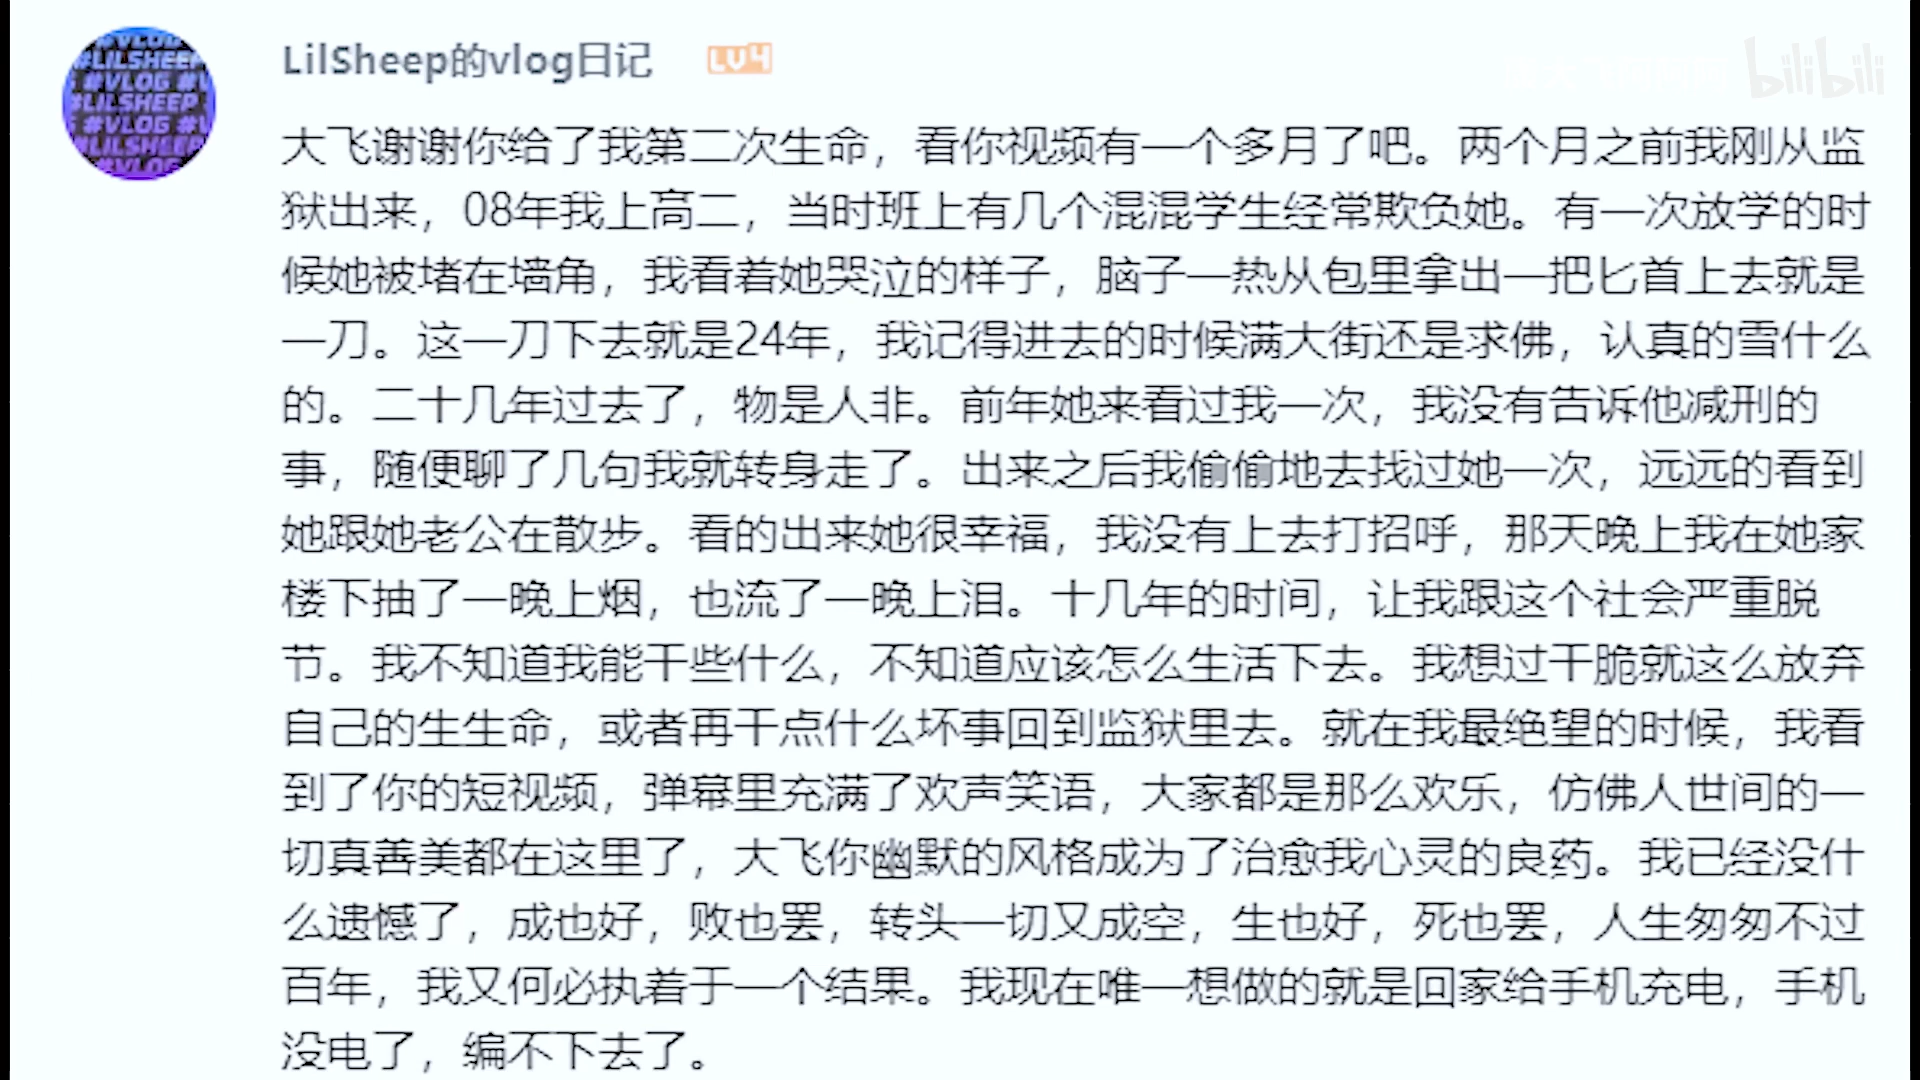 #VLOG
#LILSHEEP
#VLOG #V
#LILSHEEP
#VLOG #V
#LILSHEEP
#VLOG
LilSheep的vlog日记 LV4
bilibili
大飞谢谢你给了我第二次生命，看你视频有一个多月了吧。两个月之前我刚从监
狱出来，08年我上高二，当时班上有几个混混学生经常欺负她。有一次放学的时
候她被堵在墙角，我看着她哭泣的样子，脑子一热从包里拿出一把匕首上去就是
一刀。这一刀下去就是24年，我记得进去的时候满大街还是求佛，认真的雪什么
的。二十几年过去了，物是人非。前年她来看过我一次，我没有告诉他减刑的
事，随便聊了几句我就转身走了。出来之后我偷偷地去找过她一次，远远的看到
她跟她老公在散步。看的出来她很幸福，我没有上去打招呼，那天晚上我在她家
楼下抽了一晚上烟，也流了一晚上泪。十几年的时间，让我跟这个社会严重脱
节。我不知道我能干些什么，不知道应该怎么生活下去。我想过干脆就这么放弃
自己的生生命，或者再干点什么坏事回到监狱里去。就在我最绝望的时候，我看
到了你的短视频，弹幕里充满了欢声笑语，大家都是那么欢乐，仿佛人世间的一
切真善美都在这里了，大飞你幽默的风格成为了治愈我心灵的良药。我已经没什
么遗憾了，成也好，败也罢，转头一切又成空，生也好，死也罢，人生匆匆不过
百年，我又何必执着于一个结果。我现在唯一想做的就是回家给手机充电，手机
没电了，编不下去了。